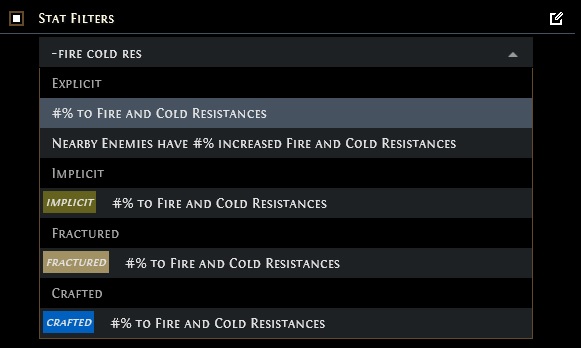 Stat Filters
~fire cold res
Explicit
#% to Fire and Cold Resistances
Nearby Enemies have #% increased Fire and Cold Resistances
Implicit
IMPLICIT #% to Fire and Cold Resistances
Fractured
FRACTURED #% to Fire and Cold Resistances
Crafted
CRAFTED #% to Fire and Cold Resistances